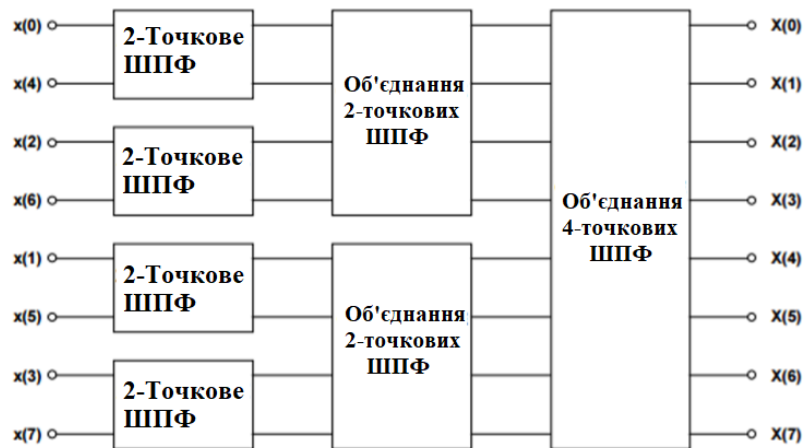 x(0)
x(4)
x(2)
x(6)
x(1)
x(5)
x(3)
x(7)
2-Точкове
ШПФ
2-Точкове
ШПФ
2-Точкове
ШПФ
2-Точкове
ШПФ
Об'єднання
2-точкових
ШПФ
Об'єднання
2-точкових
ШПФ
Об'єднання
4-точкових
ШПФ
X(0)
X(1)
X(2)
X(3)
X(4)
X(5)
X(6)
X(7)